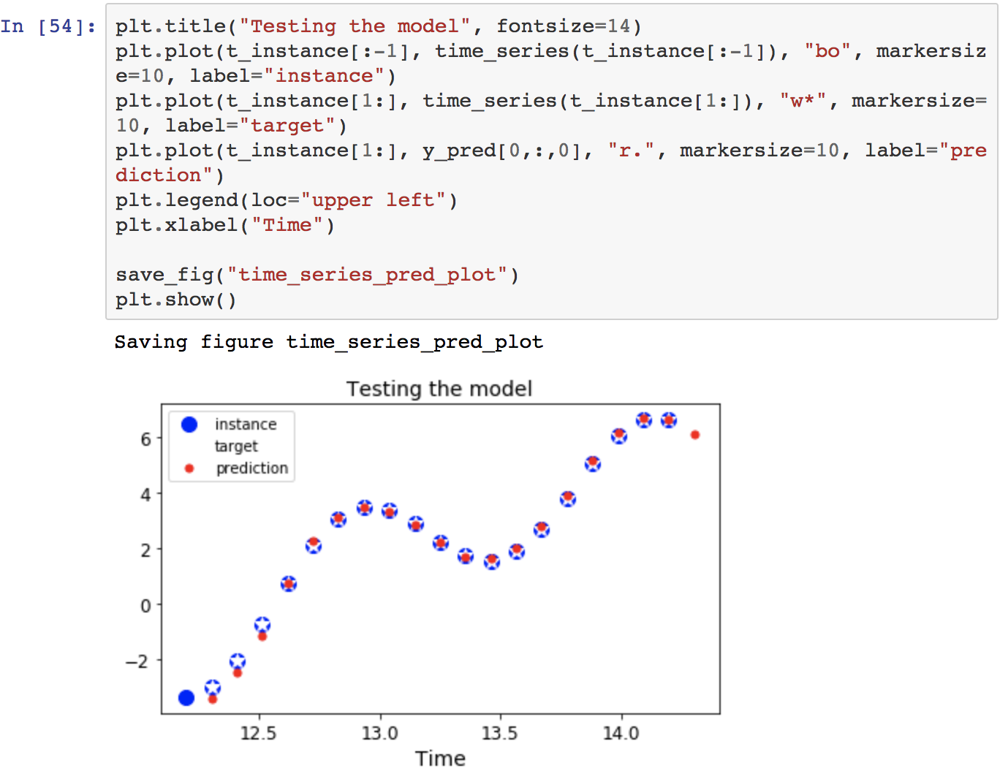 In [54]: plt.title("Testing the model", fontsize=14)
plt.plot(t_instance[:-1], time_series(t_instance[:-1]), "bo", markersiz
e=10, label="instance")
plt.plot(t_instance[1:], time_series(t_instance[1:]), "w*", markersize=
10, label="target")
plt.plot(t_instance[1:], y_pred[0,:,0], "r.", markersize=10, label="pre
diction")
plt.legend(loc="upper left")
plt.xlabel("Time")
save_fig("time_series_pred_plot")
plt.show()
Saving figure time_series_pred_plot
Testing the model
instance
target
prediction
6
4
2
0
−2
12.5 13.0 13.5 14.0
Time